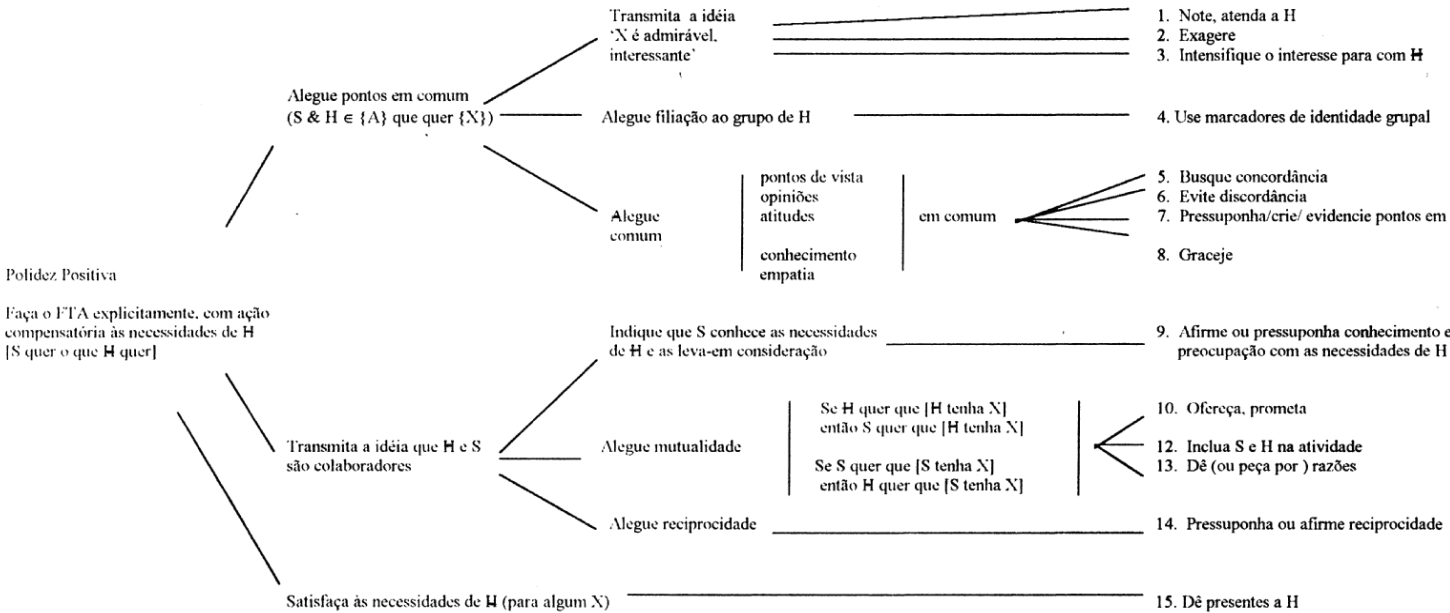 Transmita a idéia
'X é admirável,
interessante'
1. Note, atenda a H
2. Exagere
3. Intensifique o interesse para com H
Alegue pontos em comum
(S & H ∈ {A} que quer {X})
Alegue filiação ao grupo de H
4. Use marcadores de identidade grupal
Alegue
comum
pontos de vista
opiniões
atitudes
conhecimento
empatia
em comum
5. Busque concordância
6. Evite discordância
7. Pressuponha/crie/ evidencie pontos em
8. Graceje
Polidez Positiva
Faça o FTA explicitamente, com ação
compensatória às necessidades de H
[S quer o que H quer]
Indique que S conhece as necessidades
de H e as leva-em consideração
9. Afirme ou pressuponha conhecimento e
preocupação com as necessidades de H
Transmita a idéia que H e S
são colaboradores
Alegue mutualidade
Se H quer que [H tenha X]
então S quer que [H tenha X]
Se S quer que [S tenha X]
então H quer que [S tenha X]
10. Ofereça, prometa
12. Inclua S e H na atividade
13. Dê (ou peça por ) razões
Alegue reciprocidade
14. Pressuponha ou afirme reciprocidade
Satisfaça às necessidades de H (para algum X)
15. Dê presentes a H